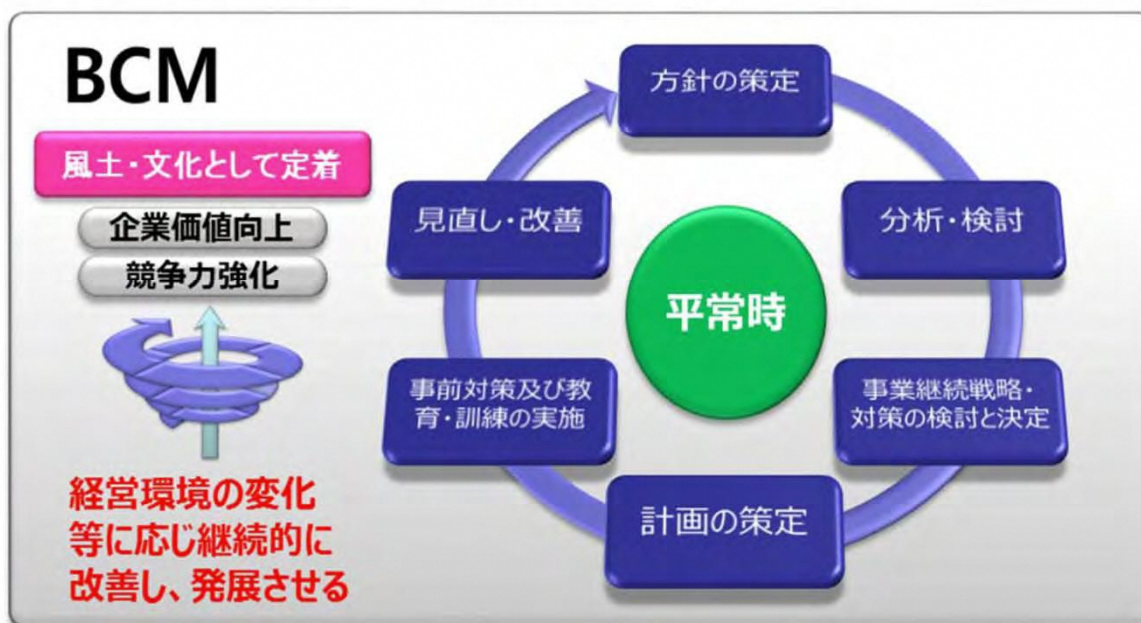 BCM
風土・文化として定着
企業価値向上
競争力強化
経営環境の変化
等に応じ継続的に
改善し、発展させる
方針の策定
分析・検討
事業継続戦略・
対策の検討と決定
計画の策定
事前対策及び教
育・訓練の実施
見直し・改善
平常時